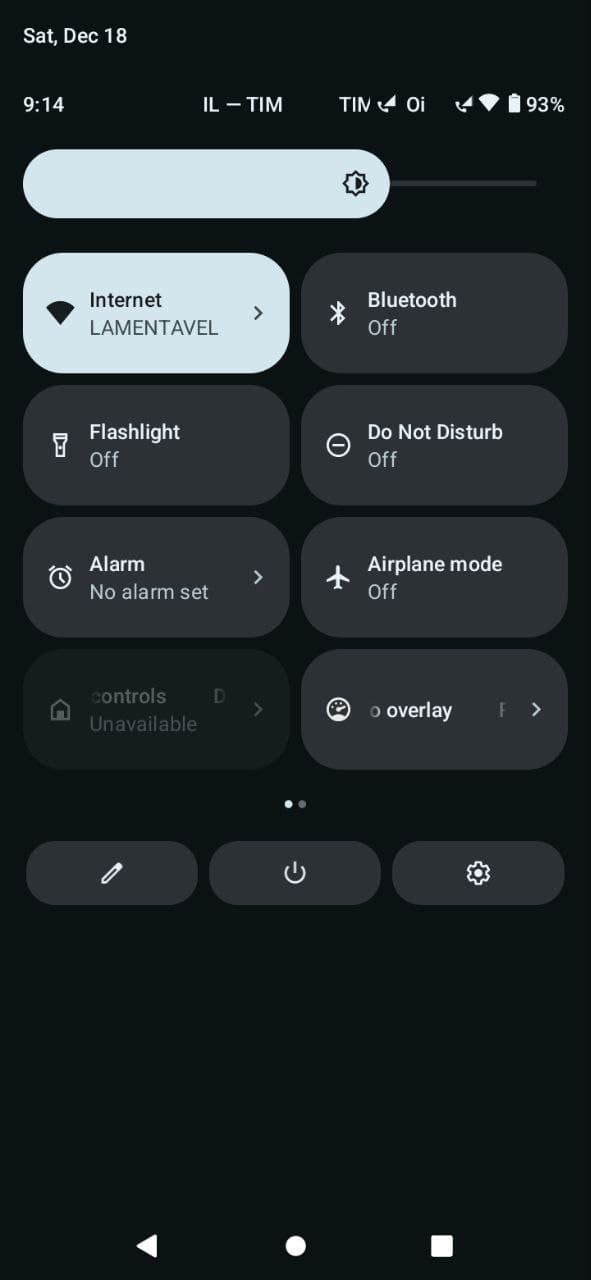 Sat, Dec 18
9:14 IL — TIM TIM Oi 93%
Internet
LAMENTAVEL
Bluetooth
Off
Flashlight
Off
Do Not Disturb
Off
Alarm
No alarm set
Airplane mode
Off
controls D
Unavailable
o overlay